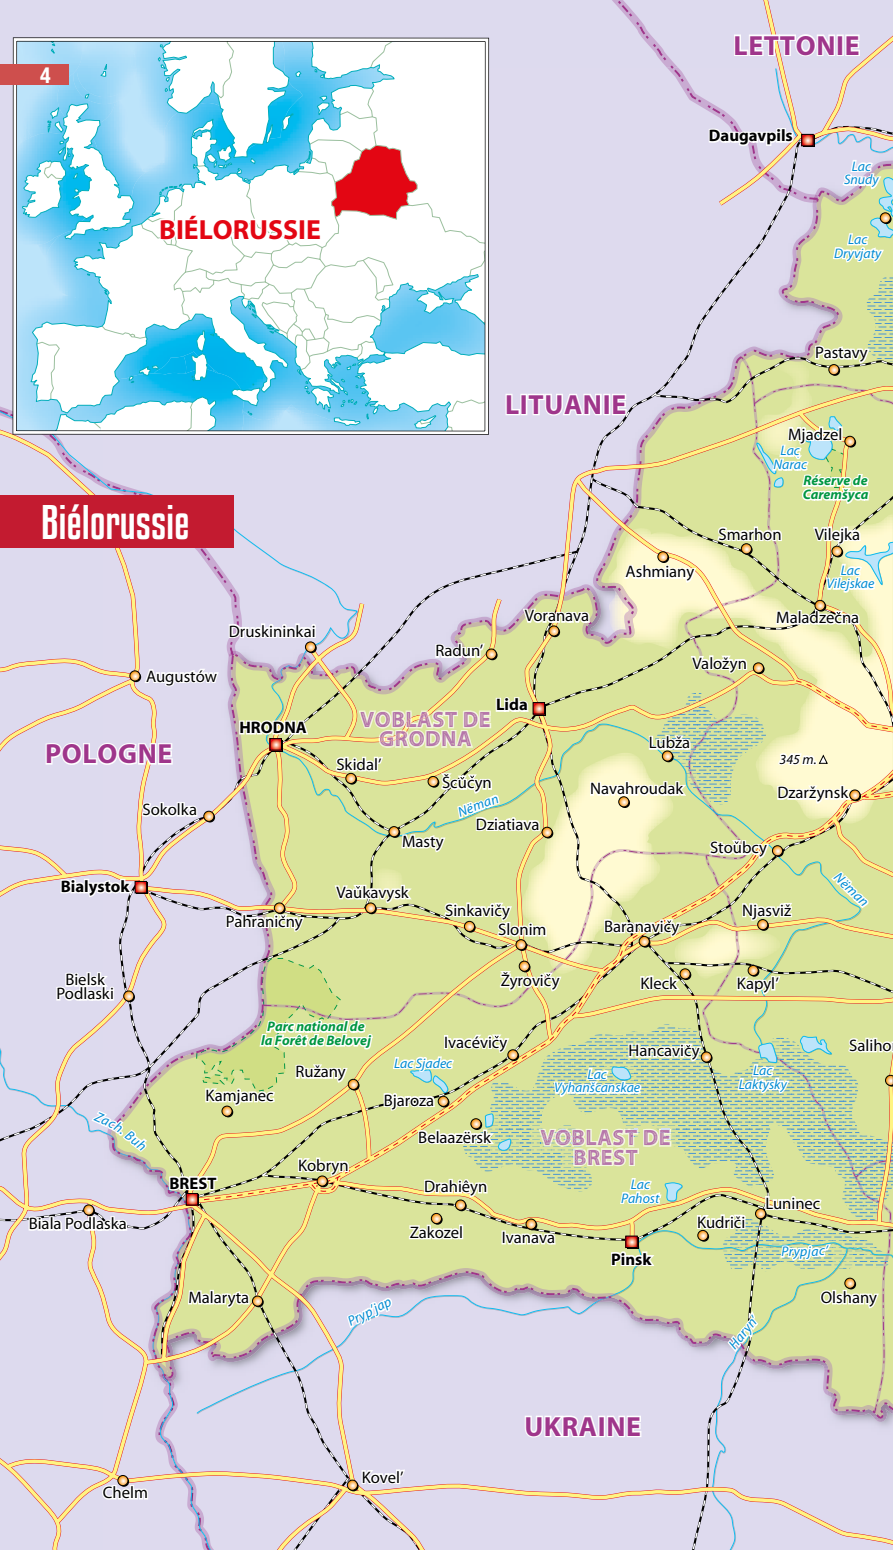 LETTONIE
4
Daugavpils
Lac
Snudy
BIÉLORUSSIE
Lac
Dryvjaty
Pastavy
LITUANIE
Mjadzel
Lac
Narac
Réserve de
Caremšyca
Biélorussie
Smarhon
Vilejka
Ashmiany
Lac
Vilejskae
Voranava
Maladzečna
Druskininkai
Radun’
Valožyn
Augustów
Lida
VOBLAST DE
GRODNA
HRODNA
POLOGNE
Lubža
345 m.
Skidal’
Ščŭčyn
Navahroudak
Dzaržynsk
Néman
Sokolka
Dziatiava
Masty
Stoŭbcy
Bialystok
Vaŭkavysk
Néman
Pahraničny
Sinkavičy
Njasviž
Slonim
Baranavičy
Žyrovičy
Kleck
Kapyl’
Bielsk
Podlaski
Parc national de
la Forêt de Belovej
Ivacévičy
Hancavičy
Saliho
Lac Sjadec
Ružany
Lac
Vyhanščanskae
Lac
Laktysky
Kamjanec
Bjaroza
Zach. Buh
Belaazërsk
VOBLAST DE
BREST
Kobryn
BREST
Drahiêyn
Lac
Pahost
Luninec
Biala Podlaska
Zakozel
Ivanava
Kudriči
Pinsk
Prypjac’
Malaryta
Olshany
Pryp’jap
Haryn’
UKRAINE
Kovel’
Chelm